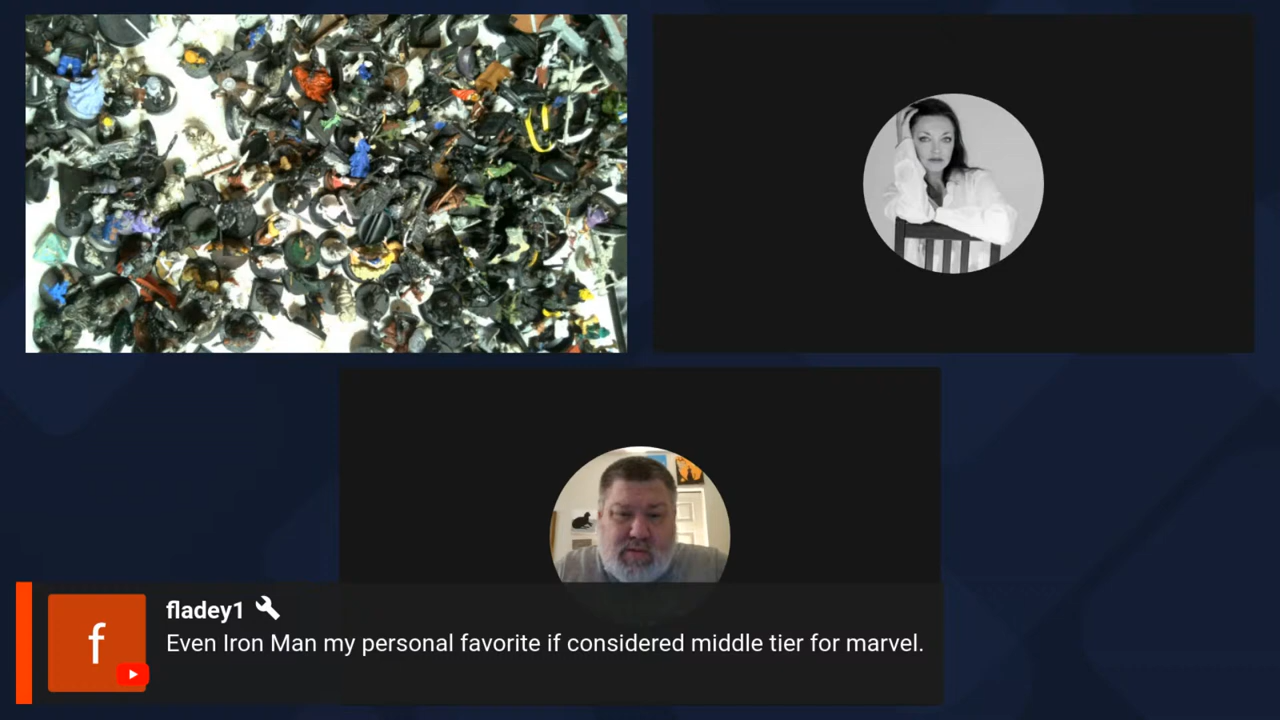 fladey1
f
Even Iron Man my personal favorite if considered middle tier for marvel.